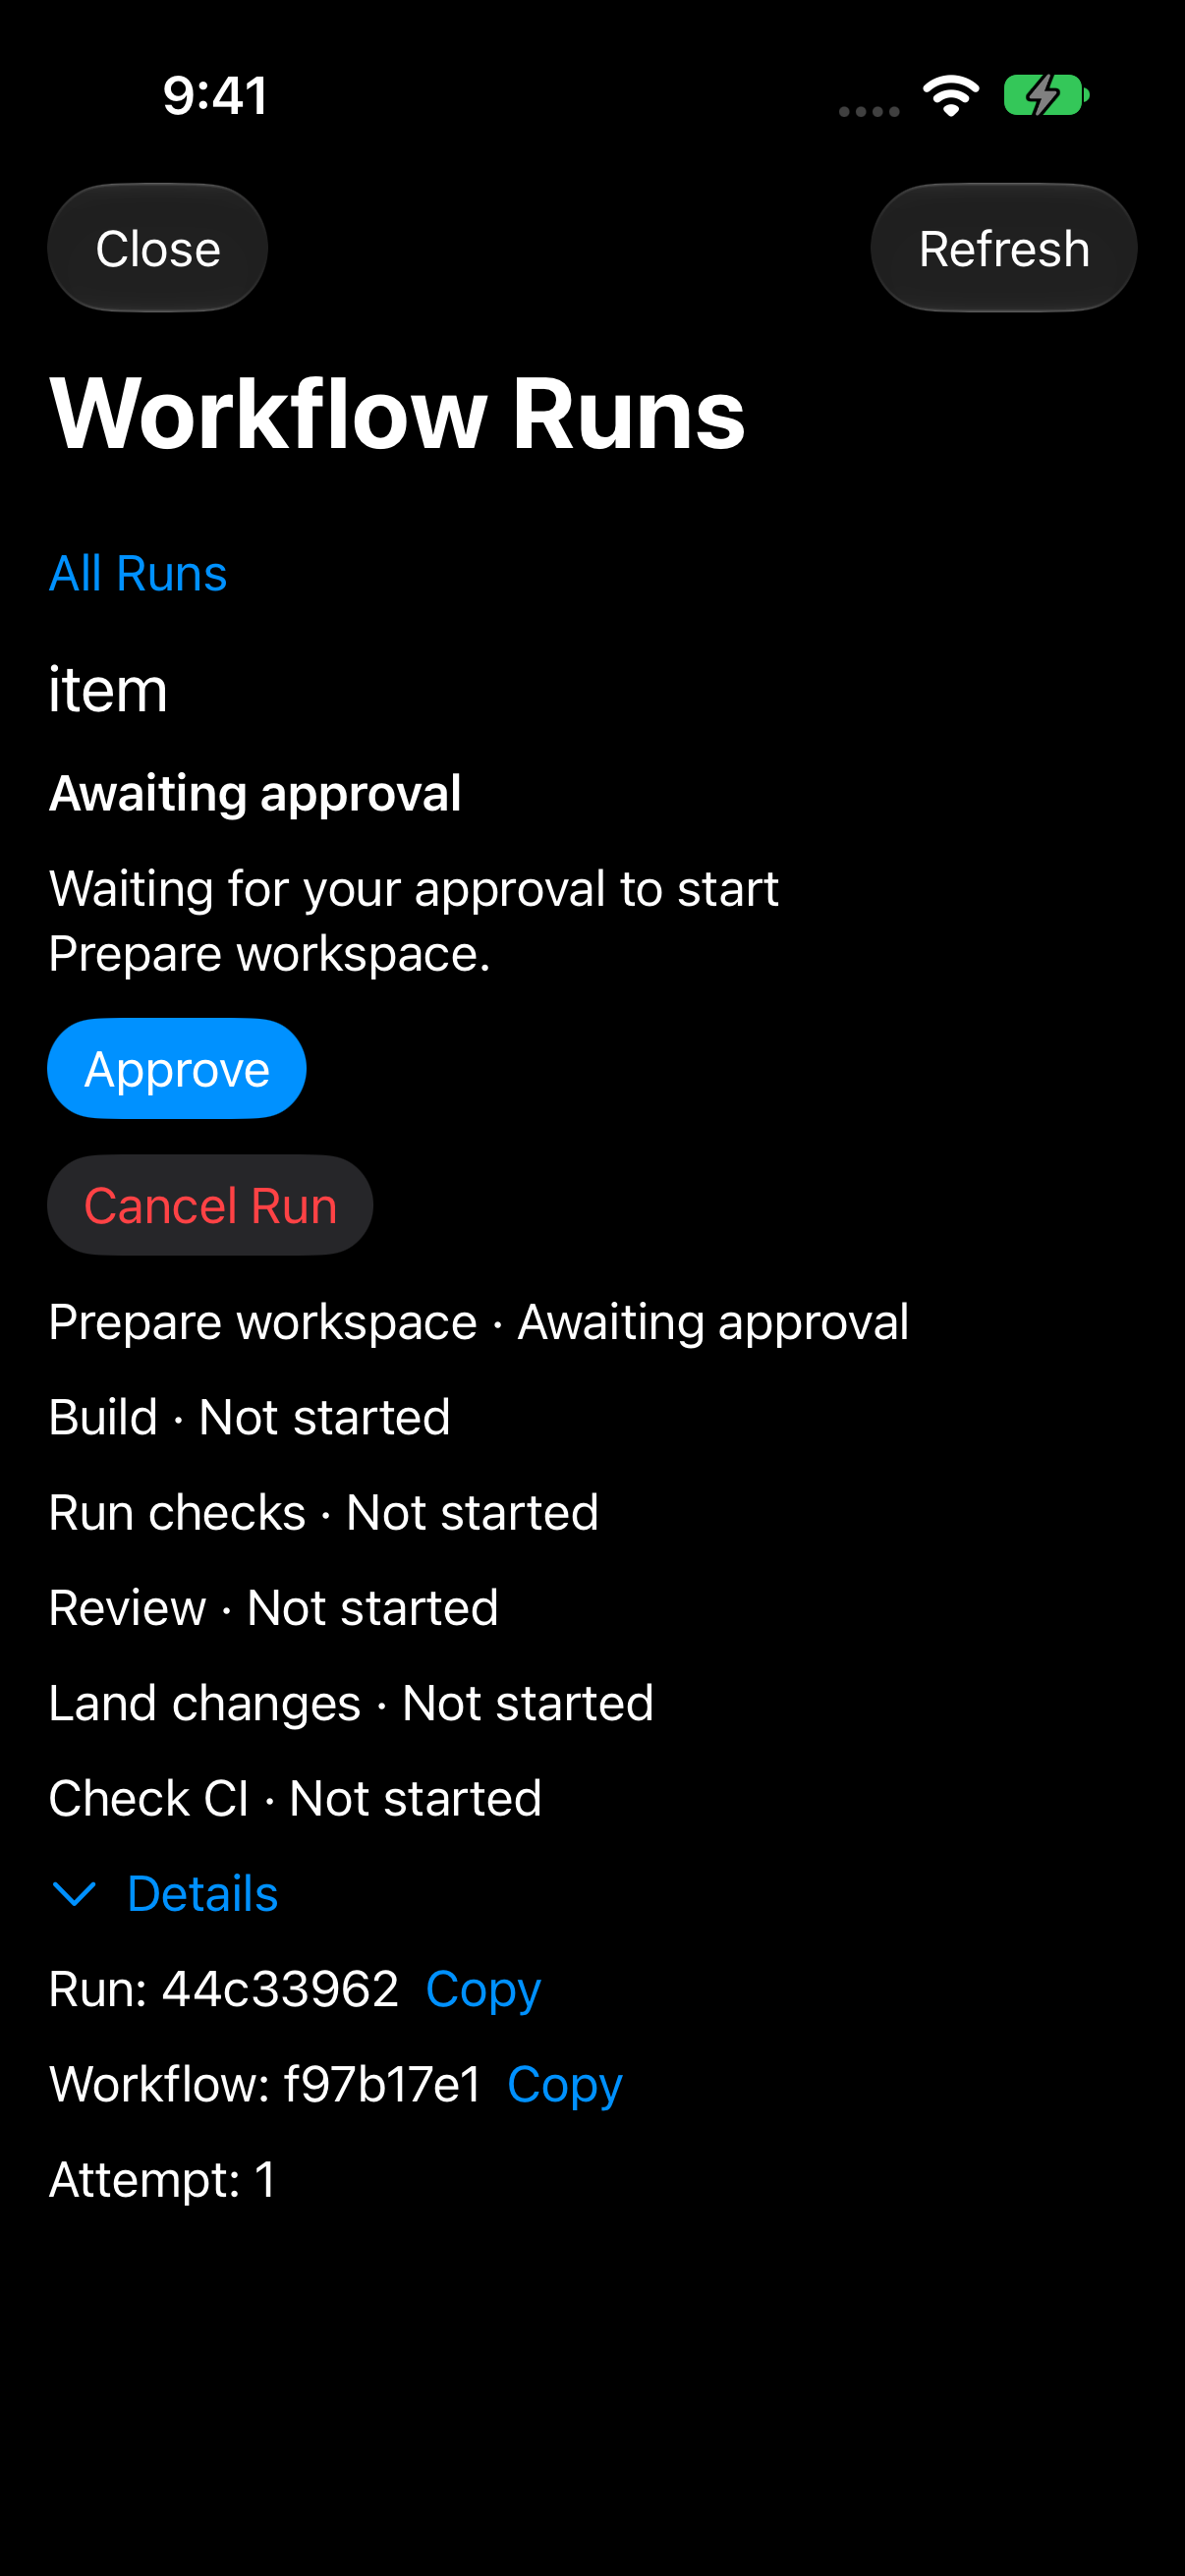 9:41
Close
Refresh
Workflow Runs
All Runs
item
Awaiting approval
Waiting for your approval to start
Prepare workspace.
Approve
Cancel Run
Prepare workspace · Awaiting approval
Build · Not started
Run checks · Not started
Review · Not started
Land changes · Not started
Check CI · Not started
Details
Run: 44c33962 Copy
Workflow: f97b17e1 Copy
Attempt: 1